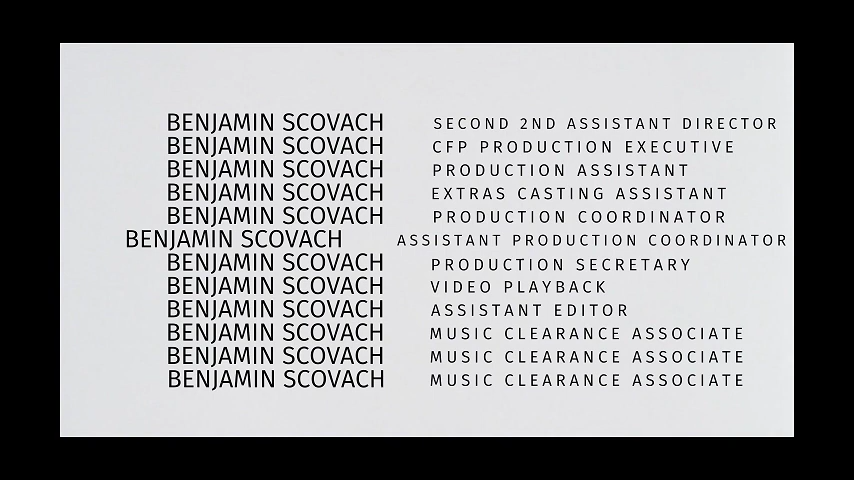 BENJAMIN SCOVACH SECOND 2ND ASSISTANT DIRECTOR
BENJAMIN SCOVACH CFP PRODUCTION EXECUTIVE
BENJAMIN SCOVACH PRODUCTION ASSISTANT
BENJAMIN SCOVACH EXTRAS CASTING ASSISTANT
BENJAMIN SCOVACH PRODUCTION COORDINATOR
BENJAMIN SCOVACH ASSISTANT PRODUCTION COORDINATOR
BENJAMIN SCOVACH PRODUCTION SECRETARY
BENJAMIN SCOVACH VIDEO PLAYBACK
BENJAMIN SCOVACH ASSISTANT EDITOR
BENJAMIN SCOVACH MUSIC CLEARANCE ASSOCIATE
BENJAMIN SCOVACH MUSIC CLEARANCE ASSOCIATE
BENJAMIN SCOVACH MUSIC CLEARANCE ASSOCIATE